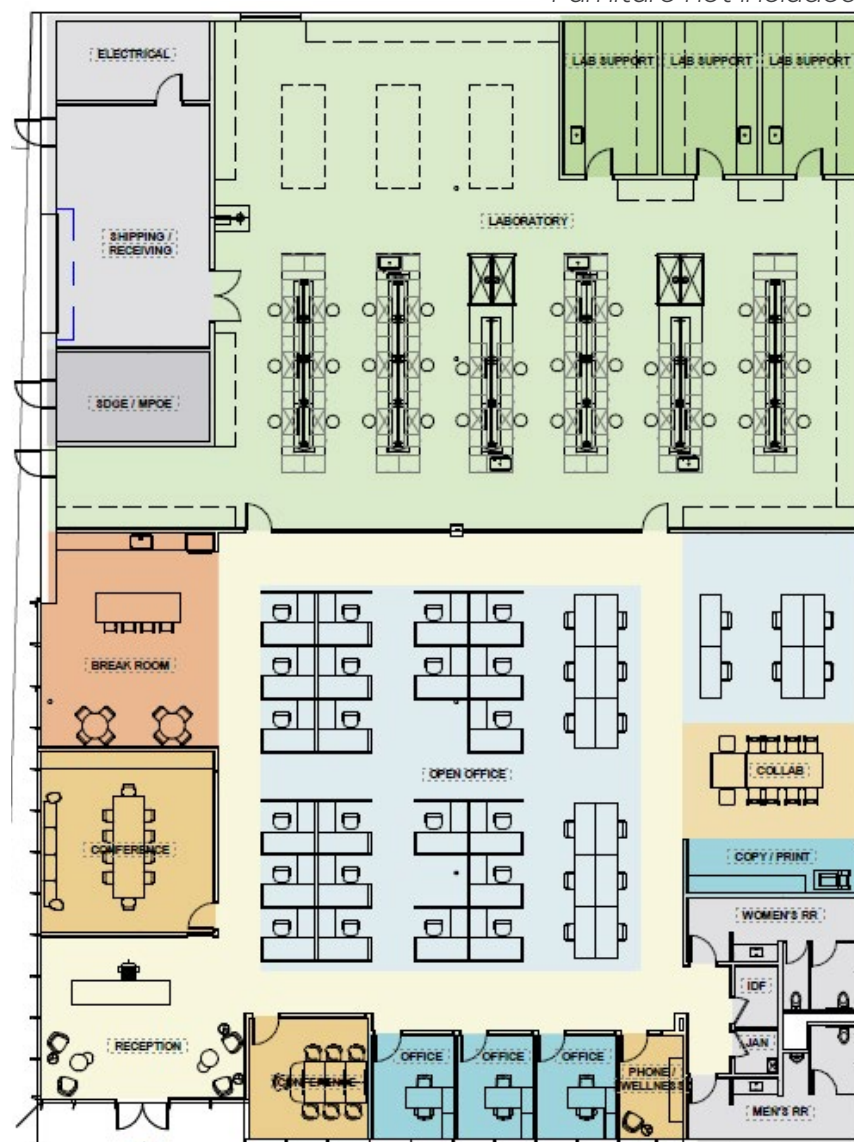 Furniture not included
ELECTRICAL
LAB SUPPORT
LAB SUPPORT
LAB SUPPORT
LABORATORY
SHIPPING /
RECEIVING
SDGE / MPOE
BREAK ROOM
OPEN OFFICE
COLLAB
CONFERENCE
COPY / PRINT
WOMEN'S RR
IDF
RECEPTION
JAN
CONFERENCE
OFFICE
OFFICE
OFFICE
PHONE /
WELLNESS
MEN'S RR